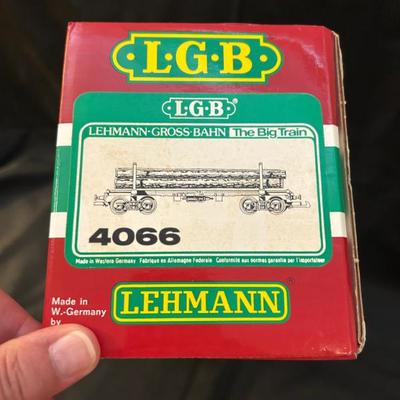 L·G·B·
L·G·B·®
LEHMANN·GROSS·BAHN The Big Train
4066
Made in Western Germany Fabriqué en Allemagne Fédérale Conformité aux normes garantie par l'importateur
Made in
W.-Germany
by
LEHMANN®